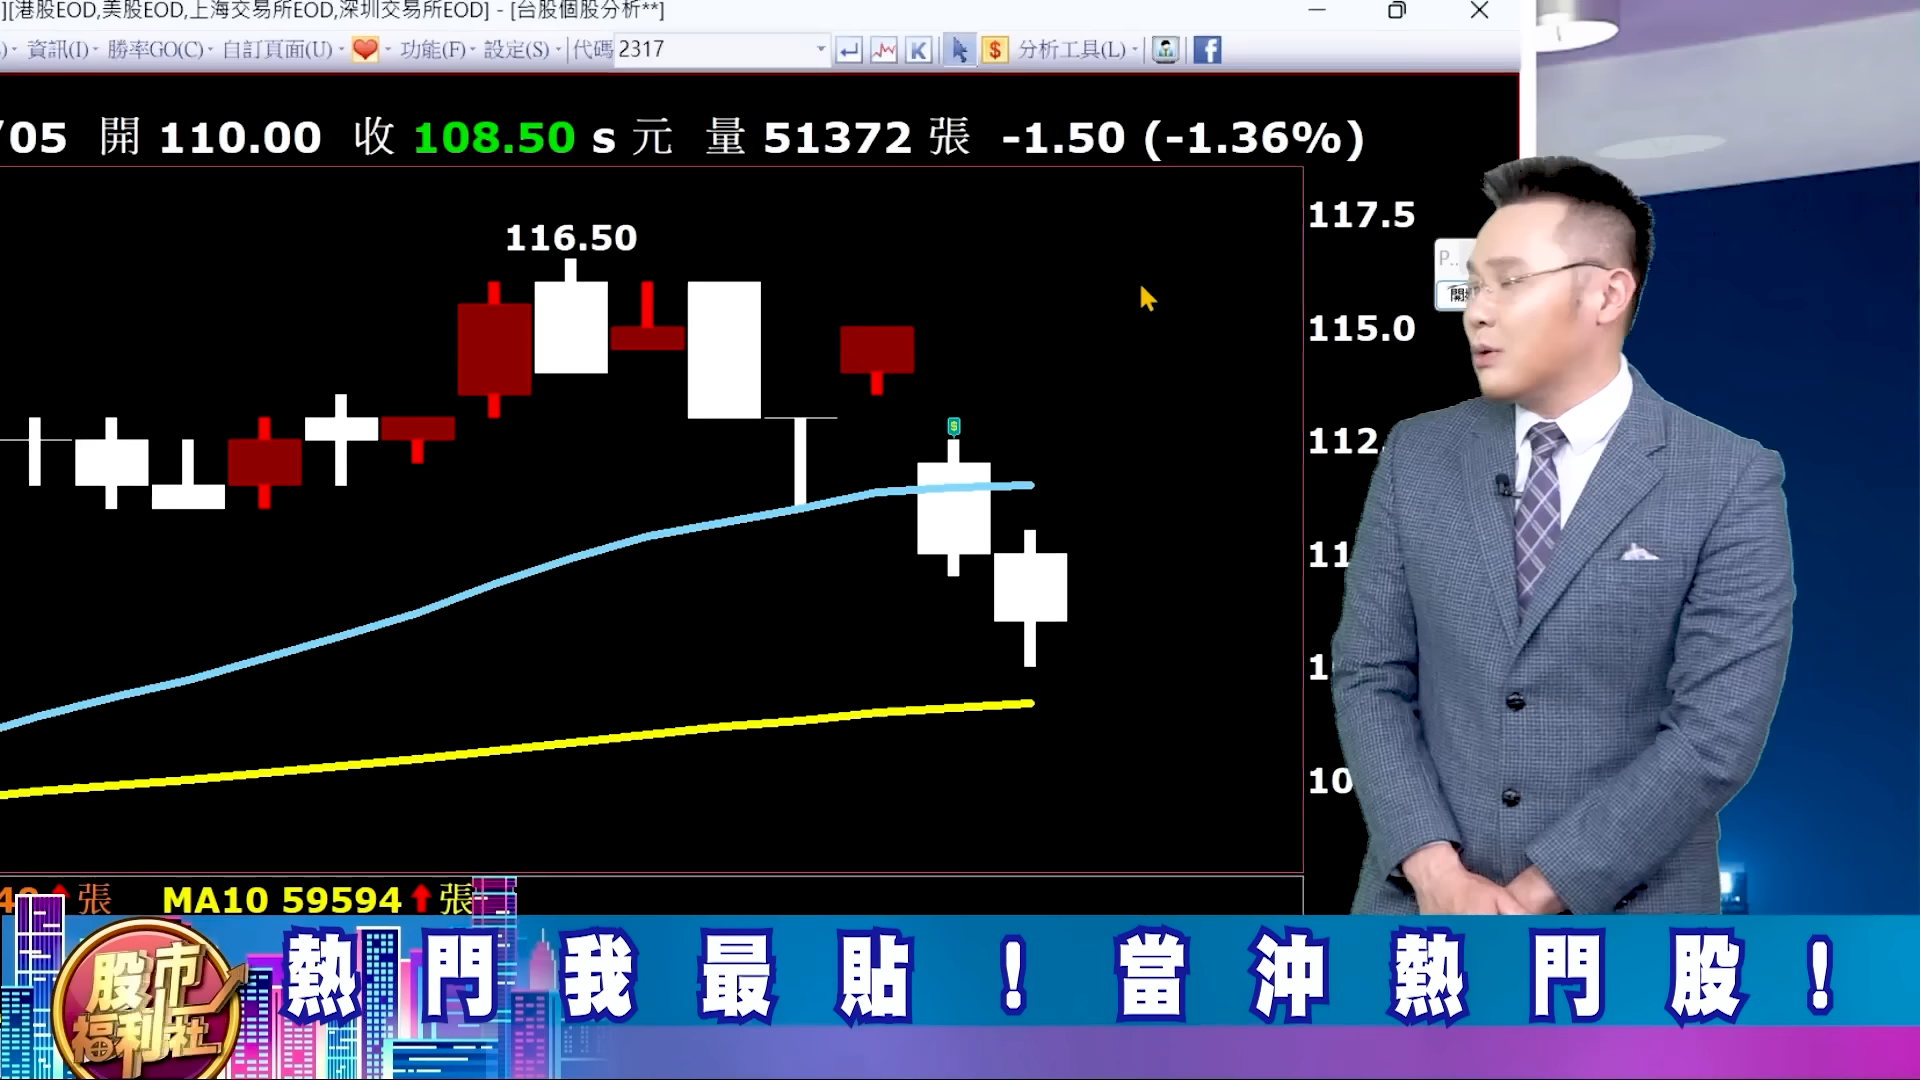 ][港股EOD,美股EOD,上海交易所EOD,深圳交易所EOD] - [台股個股分析**]
資訊(I) 勝率GO(C) 自訂頁面(U) 功能(F) 設定(S) 代碼 2317 K $ 分析工具(L) f
/05 開 110.00 收 108.50 s 元 量 51372 張 -1.50 (-1.36%)
117.5
116.50
P..
115.0
112.
$
11
1
10
張 MA10 59594 張
熱門我最貼！當沖熱門股！
股市
福利社